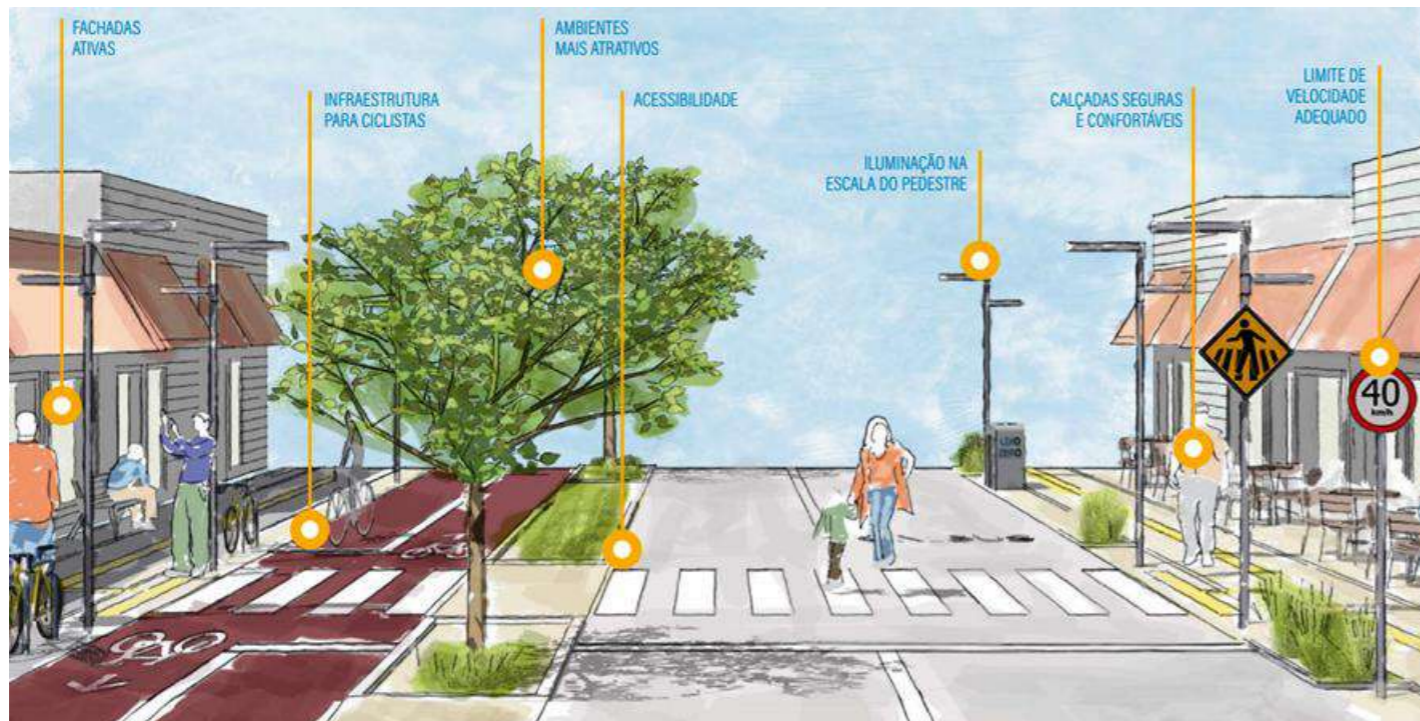 FACHADAS
ATIVAS
INFRAESTRUTURA
PARA CICLISTAS
AMBIENTES
MAIS ATRATIVOS
ACESSIBILIDADE
ILUMINAÇÃO NA
ESCALA DO PEDESTRE
CALÇADAS SEGURAS
E CONFORTÁVEIS
LIMITE DE
VELOCIDADE
ADEQUADO
40
km/h